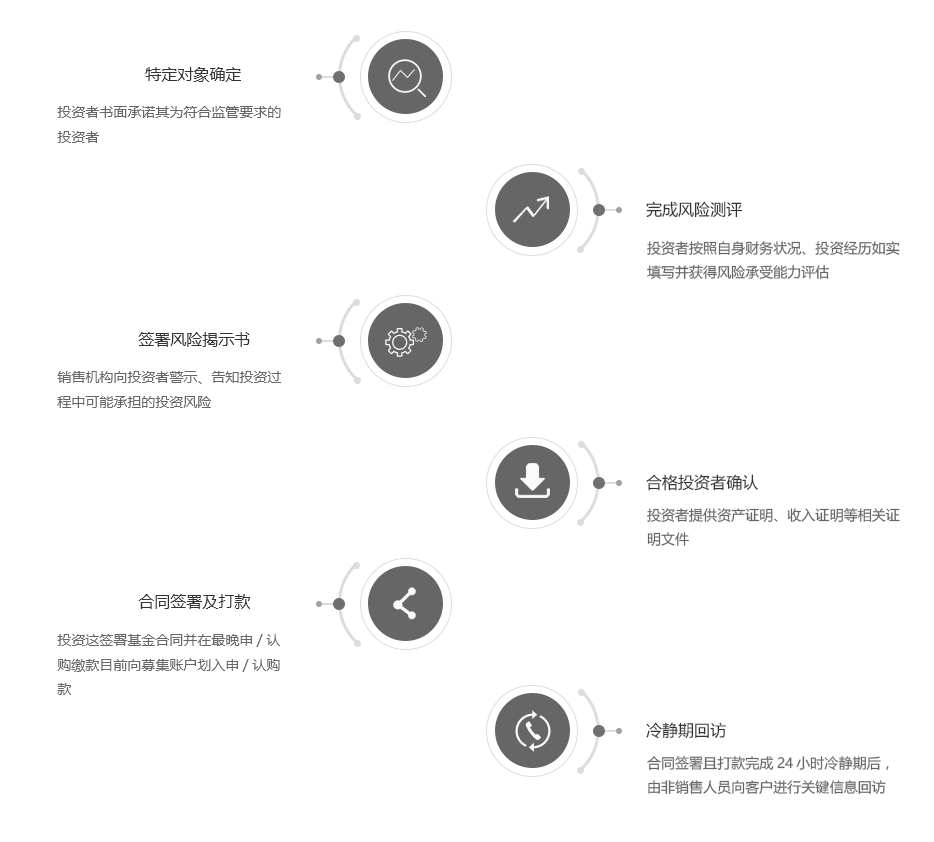 特定对象确定
投资者书面承诺其为符合监管要求的
投资者
完成风险测评
投资者按照自身财务状况、投资经历如实
填写并获得风险承受能力评估
签署风险揭示书
销售机构向投资者警示、告知投资过
程中可能承担的投资风险
合格投资者确认
投资者提供资产证明、收入证明等相关证
明文件
合同签署及打款
投资这签署基金合同并在最晚申 / 认
购缴款目前向募集账户划入申 / 认购
款
冷静期回访
合同签署且打款完成 24 小时冷静期后，
由非销售人员向客户进行关键信息回访